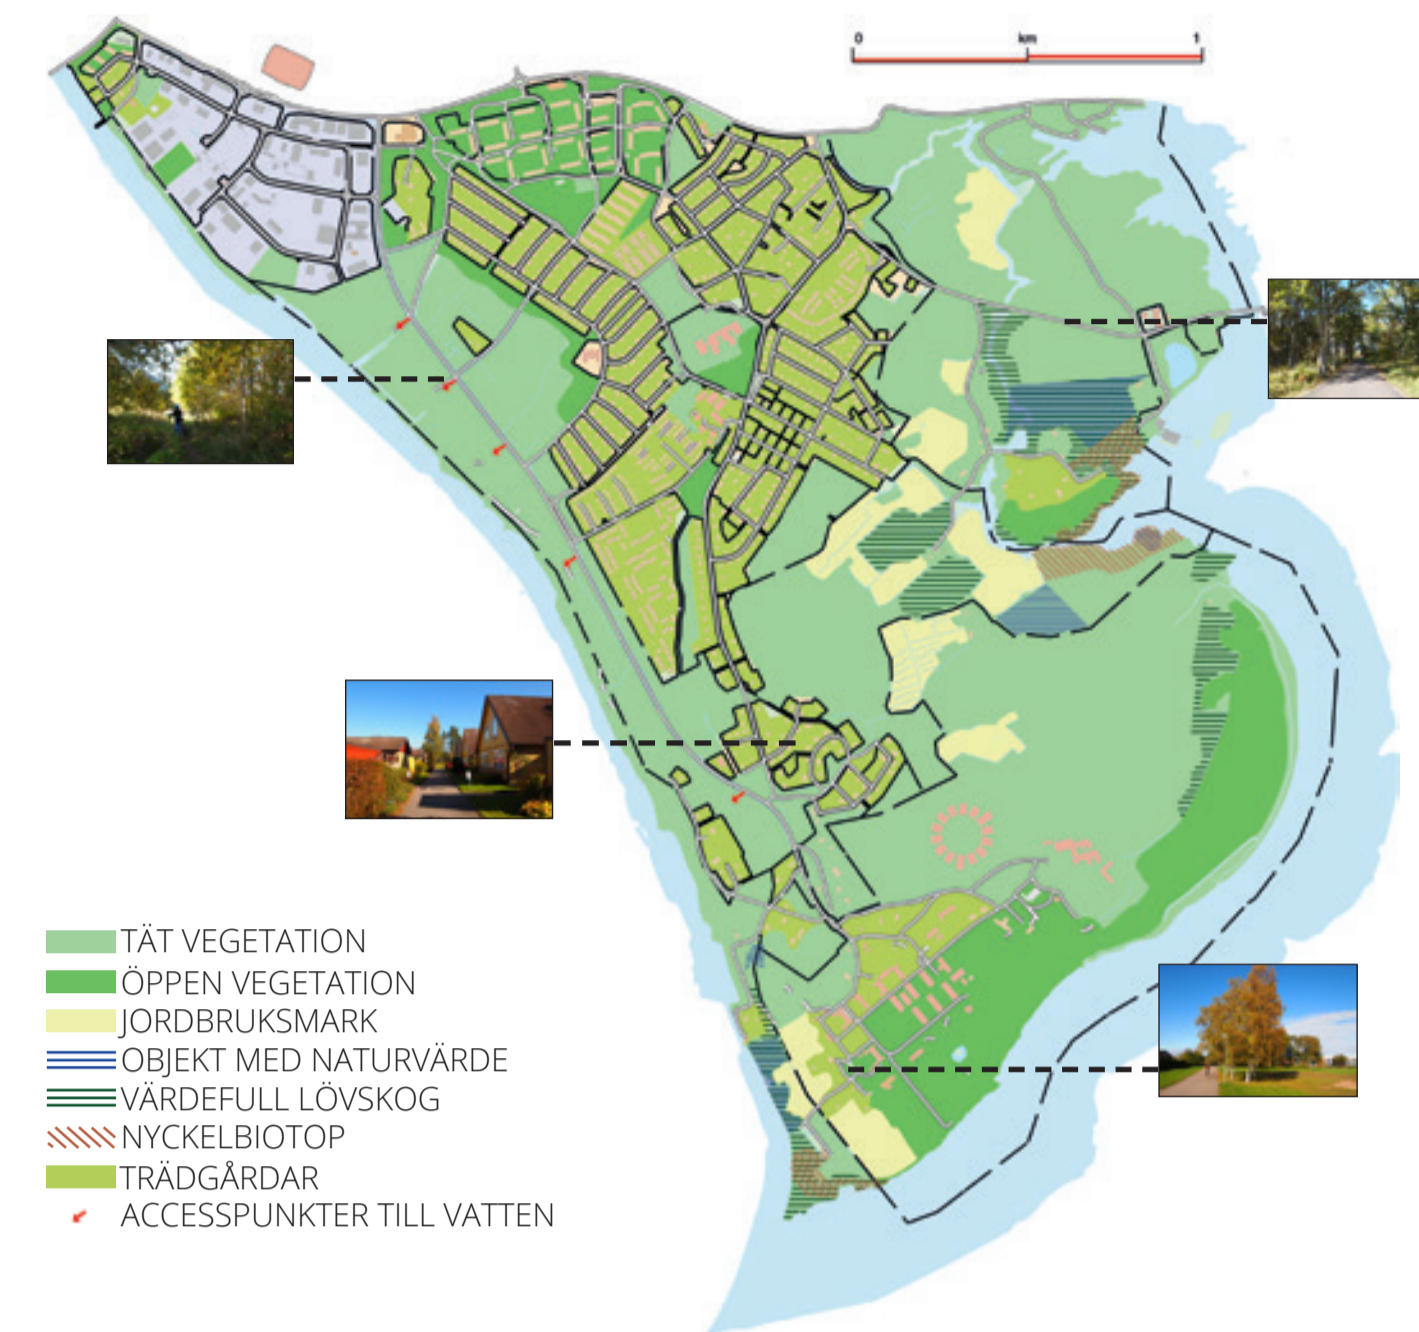 0 km 1
TÄT VEGETATION
ÖPPEN VEGETATION
JORDBRUKSMARK
OBJEKT MED NATURVÄRDE
VÄRDEFULL LÖVSKOG
NYCKELBIOTOP
TRÄDGÅRDAR
ACCESSPUNKTER TILL VATTEN